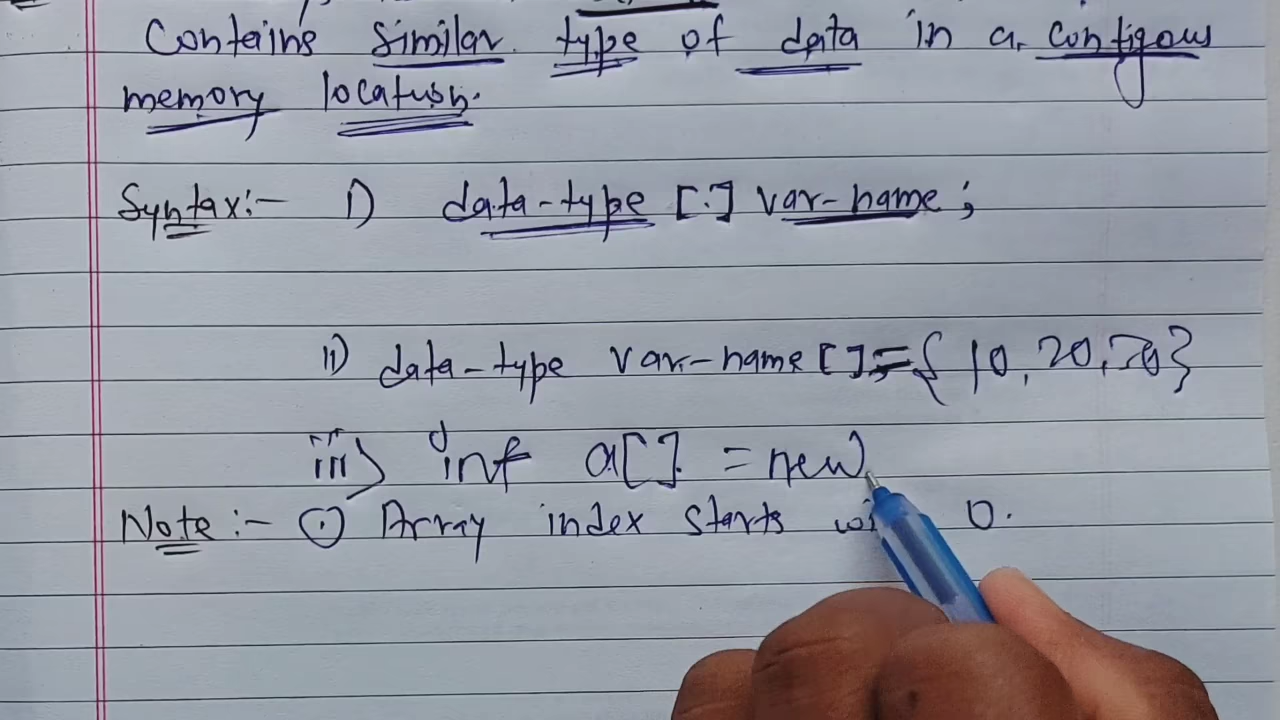 Contains similar type of data in a contigous
memory location.
Syntax:- i) data-type [.] var-name;
ii) data-type var-name[];={10,20,30}
iii) int a[] = new
Note:- ① Array index starts 0.